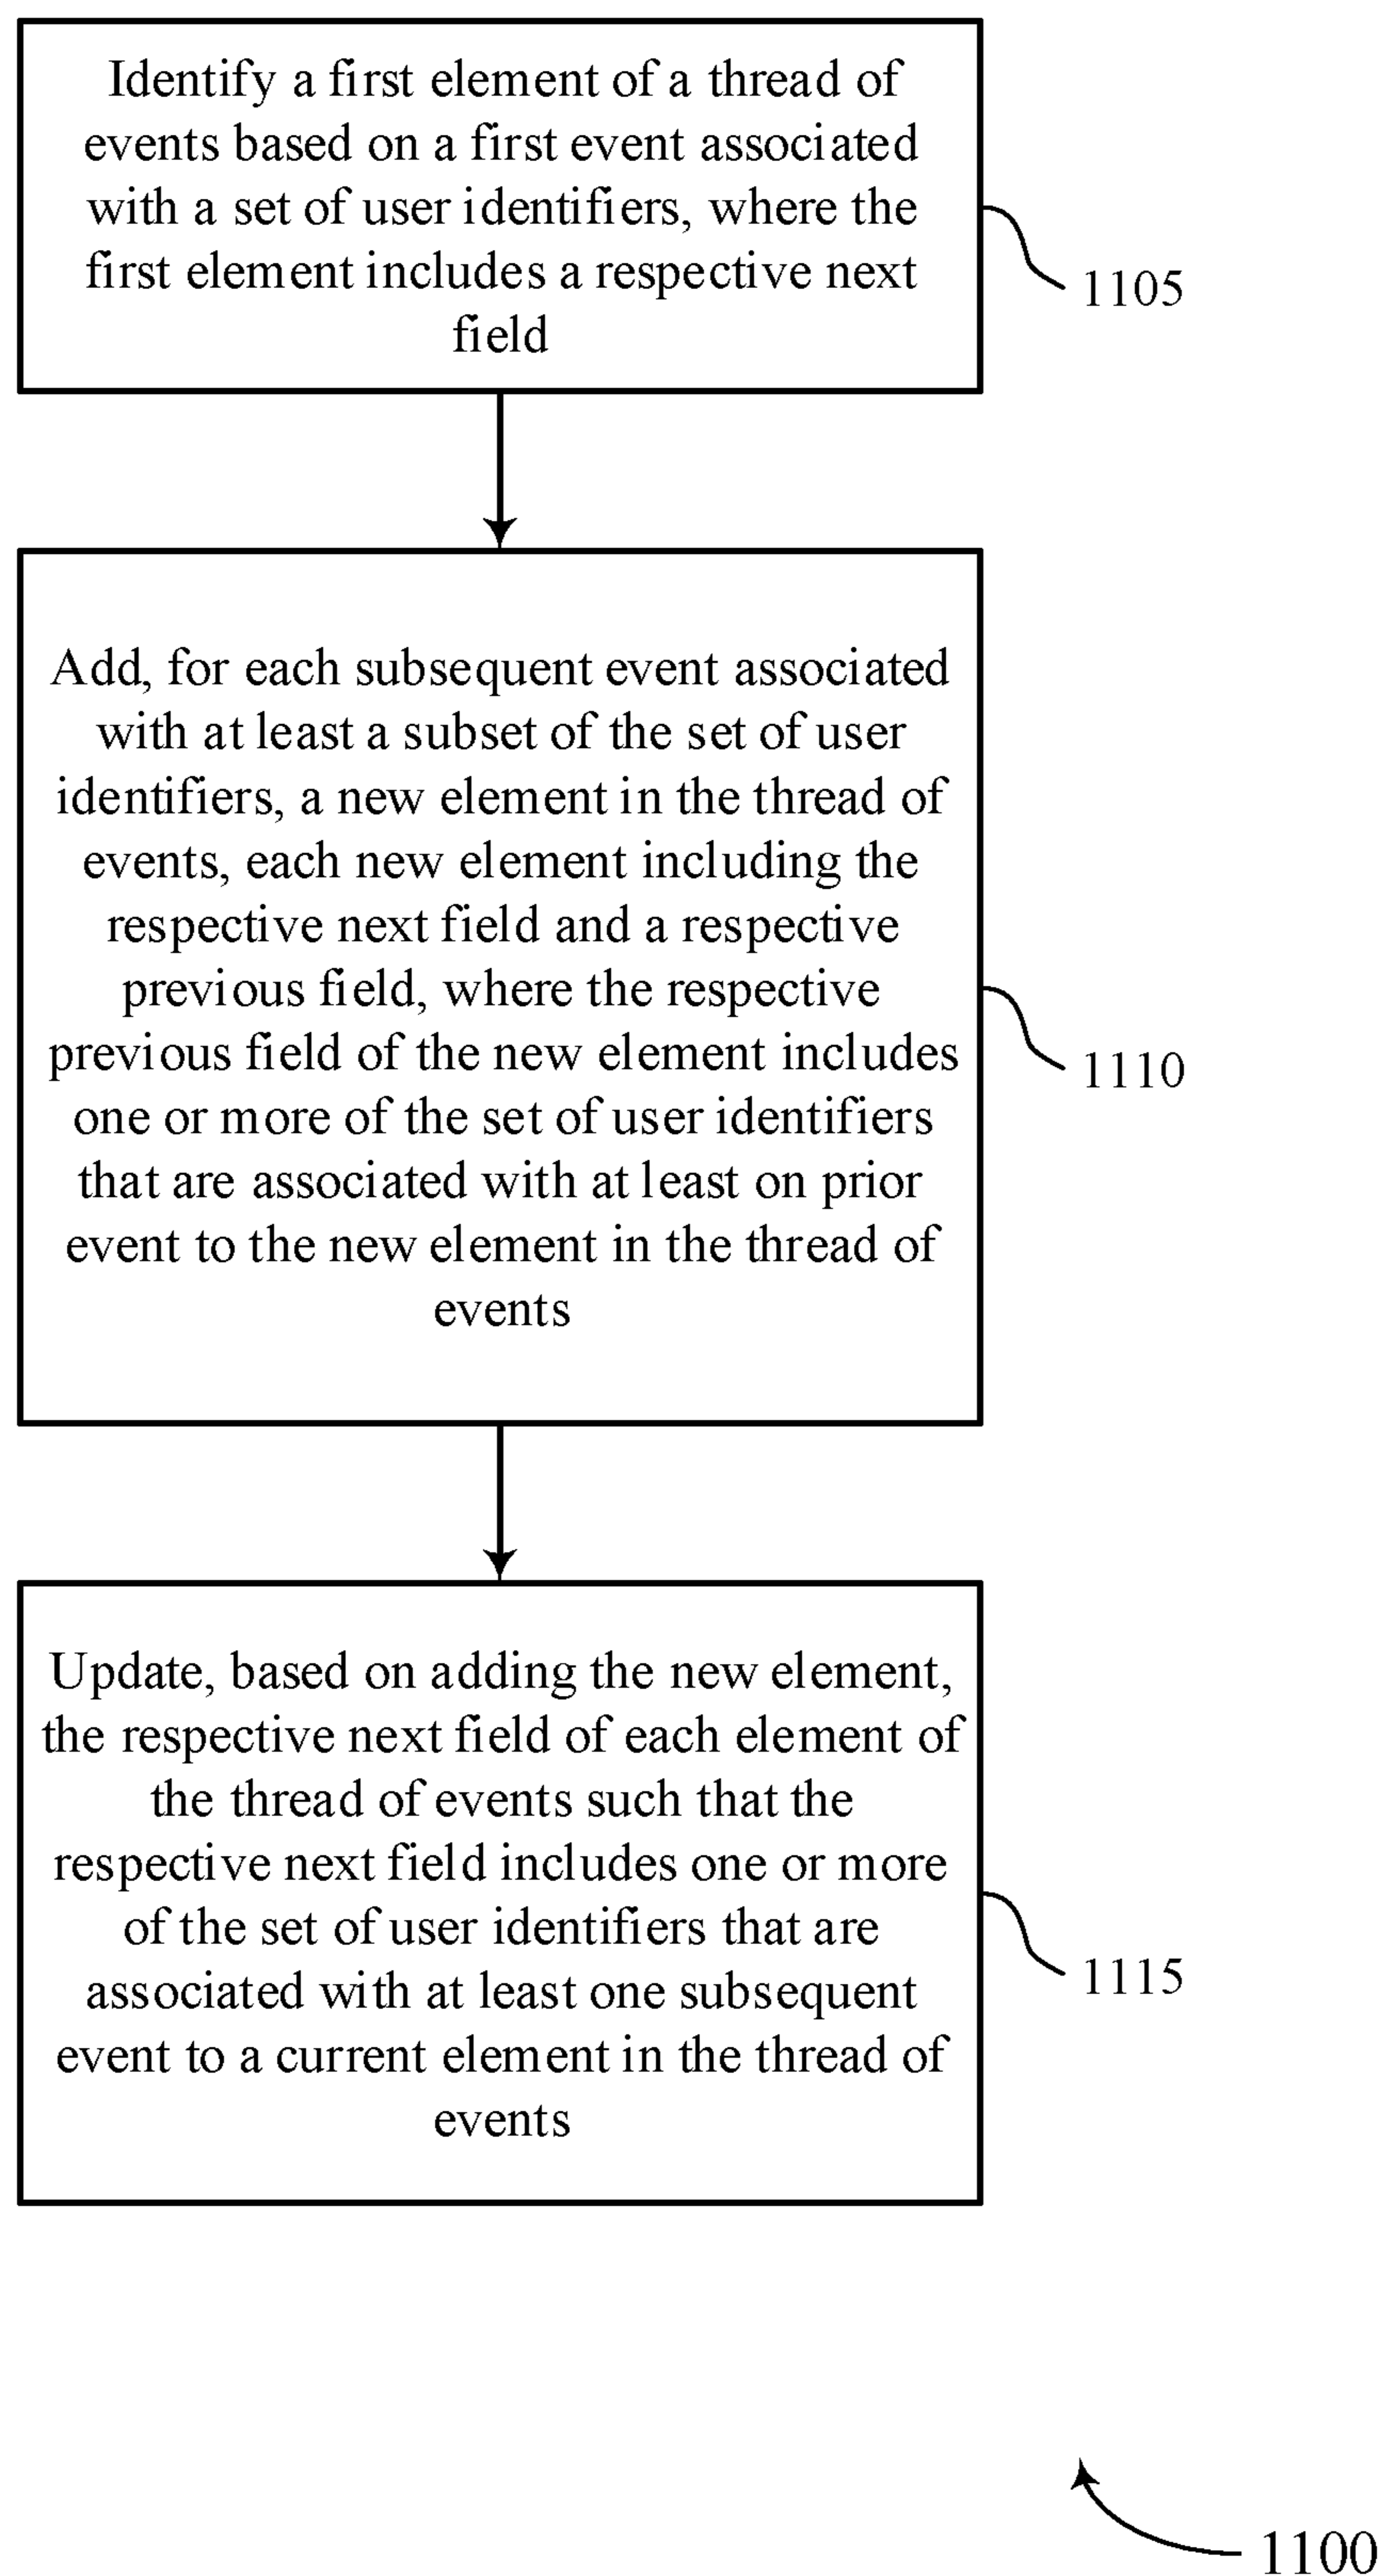 Identify a first element of a thread of
events based on a first event associated
with a set of user identifiers, where the
first element includes a respective next
field
1105
Add, for each subsequent event associated
with at least a subset of the set of user
identifiers, a new element in the thread of
events, each new element including the
respective next field and a respective
previous field, where the respective
previous field of the new element includes
one or more of the set of user identifiers
that are associated with at least on prior
event to the new element in the thread of
events
1110
Update, based on adding the new element,
the respective next field of each element of
the thread of events such that the
respective next field includes one or more
of the set of user identifiers that are
associated with at least one subsequent
event to a current element in the thread of
events
1115
1100